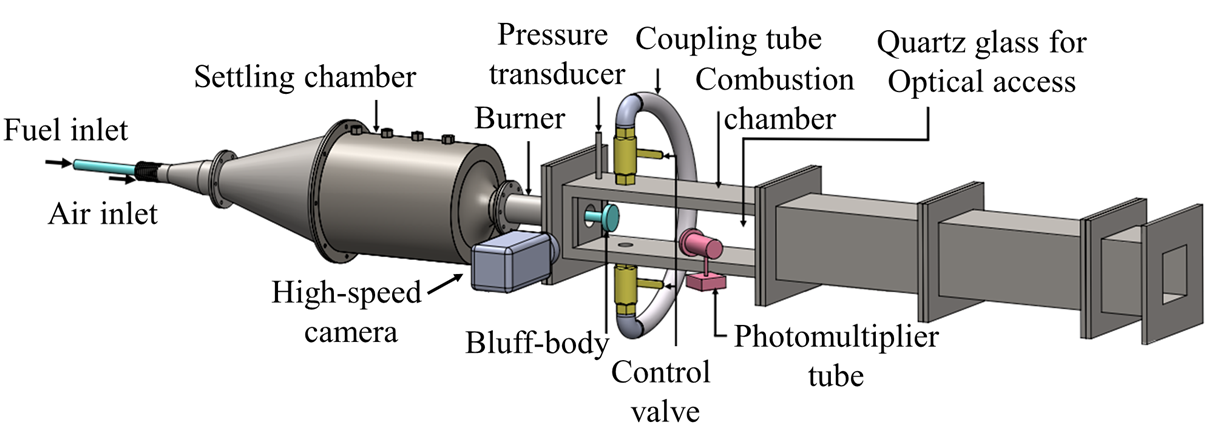 Pressure
transducer
Coupling tube
Quartz glass for
Optical access
Settling chamber
Combustion
chamber
Fuel inlet
Burner
Air inlet
High-speed
camera
Bluff-body
Control
valve
Photomultiplier
tube